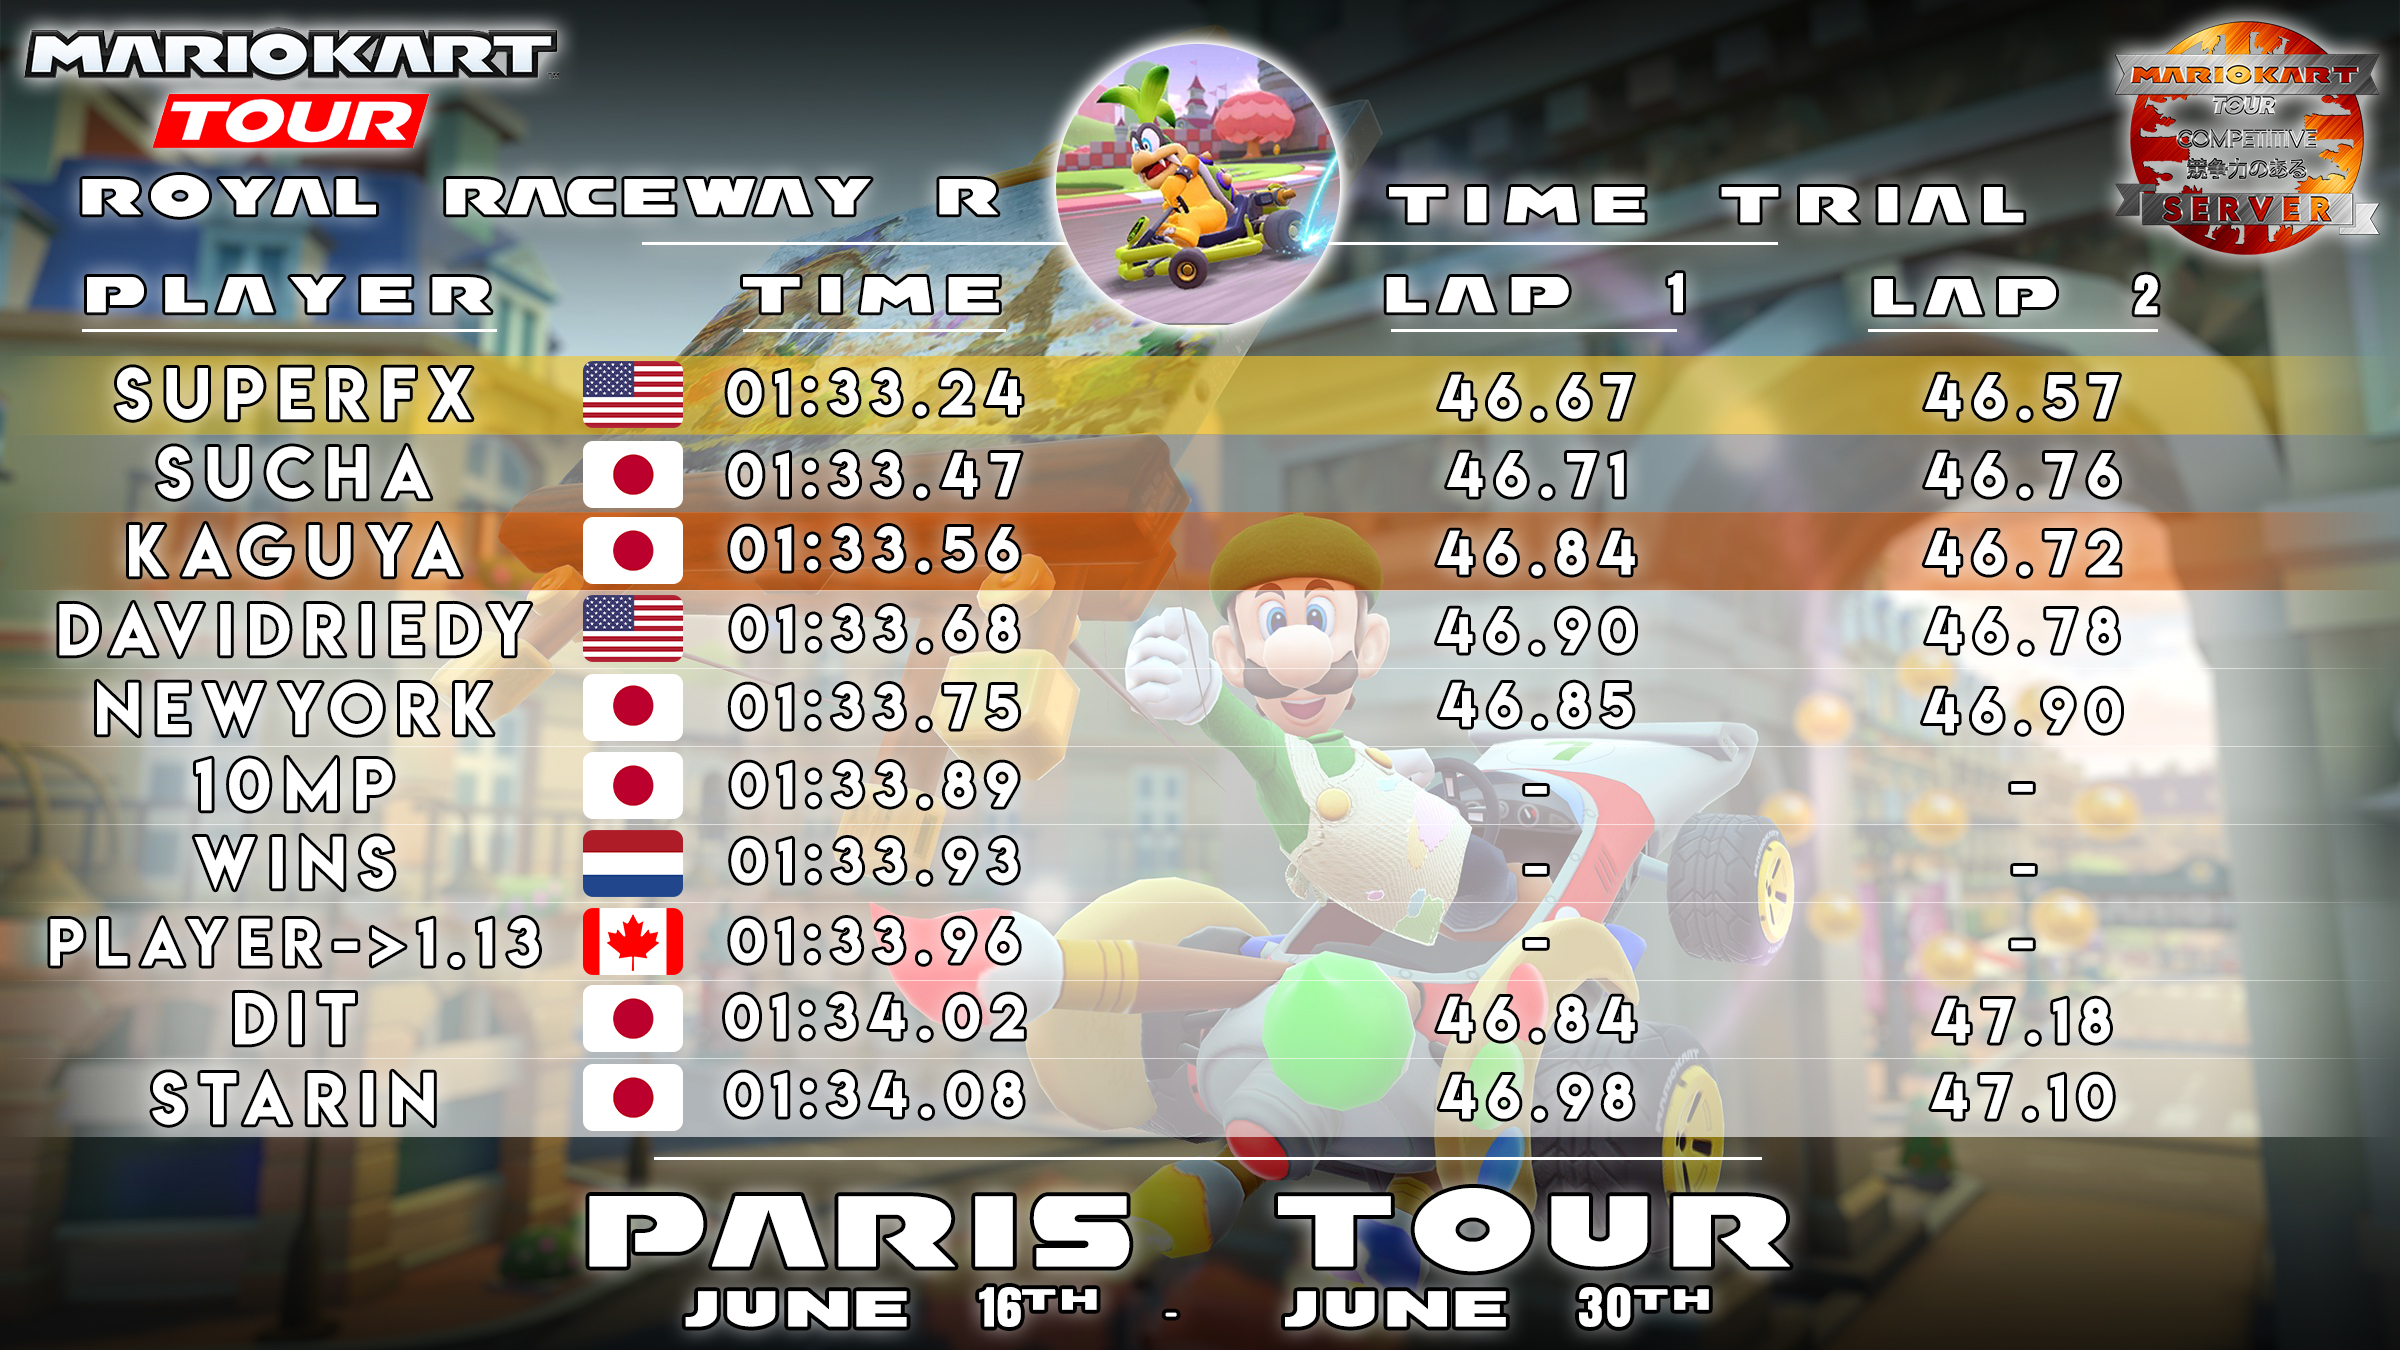 MARIOKART
TOUR
MARIOKART
TOUR
COMPETITIVE
競争力のある
SERVER
ROYAL RACEWAY R TIME TRIAL
PLAYER TIME LAP 1 LAP 2
SUPERFX 01:33.24 46.67 46.57
SUCHA 01:33.47 46.71 46.76
KAGUYA 01:33.56 46.84 46.72
DAVIDRIEDY 01:33.68 46.90 46.78
NEWYORK 01:33.75 46.85 46.90
10MP 01:33.89 - -
WINS 01:33.93 - -
PLAYER->1.13 01:33.96 - -
DIT 01:34.02 46.84 47.18
STARIN 01:34.08 46.98 47.10
PARIS TOUR
JUNE 16TH - JUNE 30TH